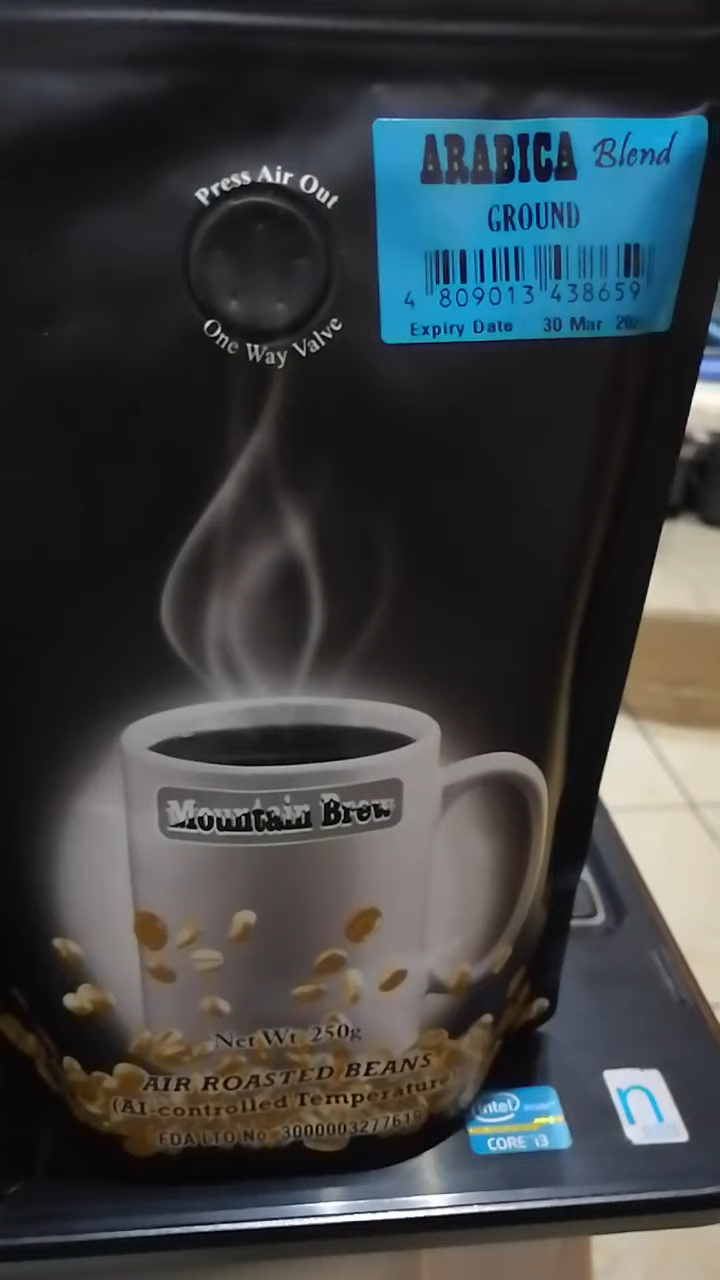 ARABICA Blend
GROUND
4 809013 438659
Expiry Date 30 Mar
Press Air Out
One Way Valve
Mountain Brew
Net Wt. 250g
AIR ROASTED BEANS
(AI-controlled Temperature)
FDA LTO No. 3000003277619
intel
CORE i3
n